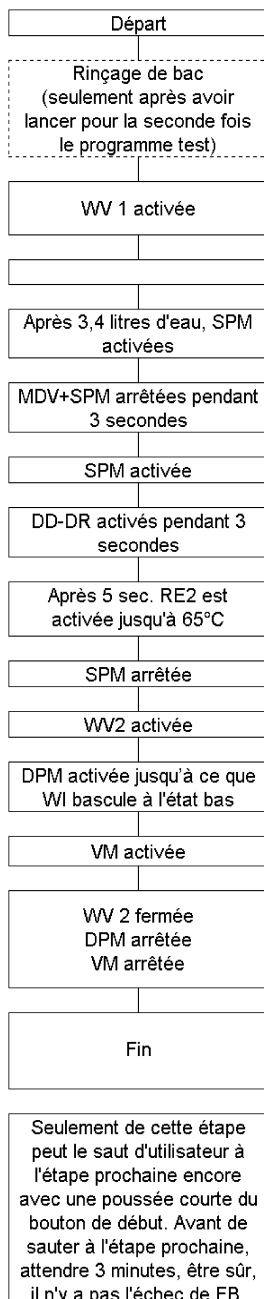 Départ
Rinçage de bac
(seulement après avoir
lancer pour la seconde fois
le programme test)
WV 1 activée
Après 3,4 litres d'eau, SPM
activées
MDV+SPM arrêtées pendant
3 secondes
SPM activée
DD-DR activés pendant 3
secondes
Après 5 sec. RE2 est
activée jusqu'à 65°C
SPM arrêtée
WV2 activée
DPM activée jusqu'à ce que
WI bascule à l'état bas
VM activée
WV 2 fermée
DPM arrêtée
VM arrêtée
Fin
Seulement de cette étape
peut le saut d'utilisateur à
l'étape prochaine encore
avec une poussée courte du
bouton de début. Avant de
sauter à l'étape prochaine,
attendre 3 minutes, être sûr,
il n'y a pas l'échec de FB